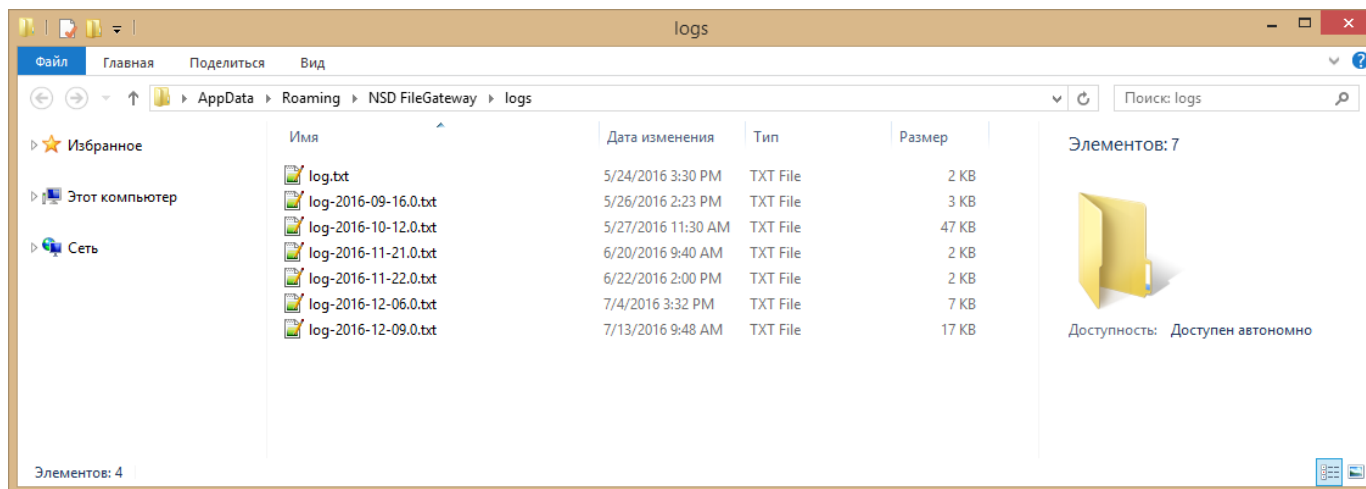 logs
Файл Главная Поделиться Вид
AppData Roaming NSD FileGateway logs Поиск: logs
Имя Дата изменения Тип Размер
Избранное
Этот компьютер
Сеть
log.txt 5/24/2016 3:30 PM TXT File 2 KB
log-2016-09-16.0.txt 5/26/2016 2:23 PM TXT File 3 KB
log-2016-10-12.0.txt 5/27/2016 11:30 AM TXT File 47 KB
log-2016-11-21.0.txt 6/20/2016 9:40 AM TXT File 2 KB
log-2016-11-22.0.txt 6/22/2016 2:00 PM TXT File 2 KB
log-2016-12-06.0.txt 7/4/2016 3:32 PM TXT File 7 KB
log-2016-12-09.0.txt 7/13/2016 9:48 AM TXT File 17 KB
Элементов: 7
Доступность: Доступен автономно
Элементов: 4